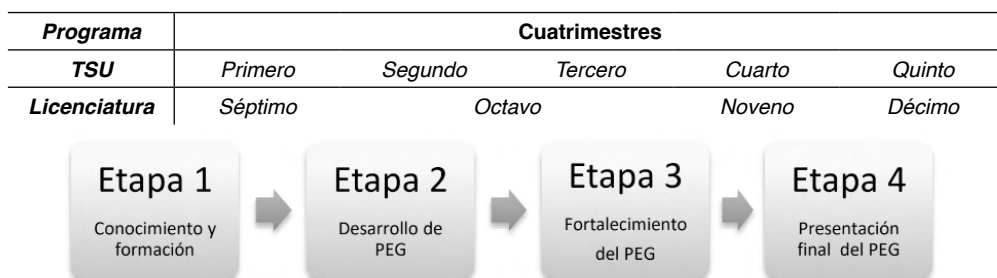 Programa Cuatrimestres
TSU Primero Segundo Tercero Cuarto Quinto
Licenciatura Séptimo Octavo Noveno Décimo
Etapa 1
Conocimiento y
formación
Etapa 2
Desarrollo de
PEG
Etapa 3
Fortalecimiento
del PEG
Etapa 4
Presentación
final del PEG